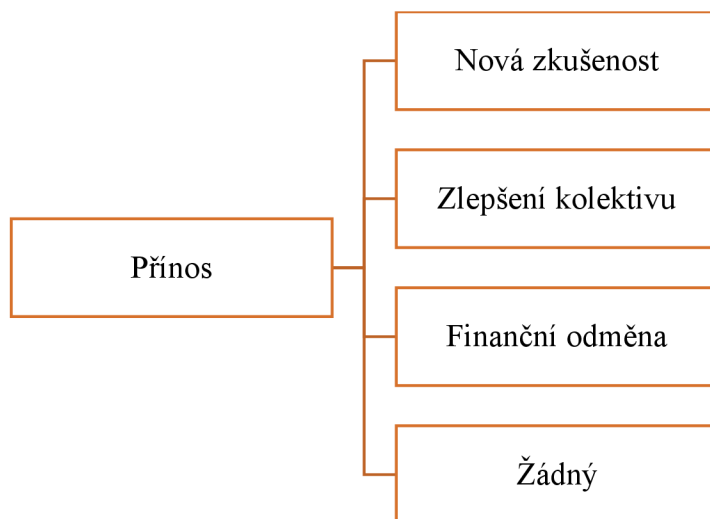 Nová zkušenost
Zlepšení kolektivu
Přínos
Finanční odměna
Žádný